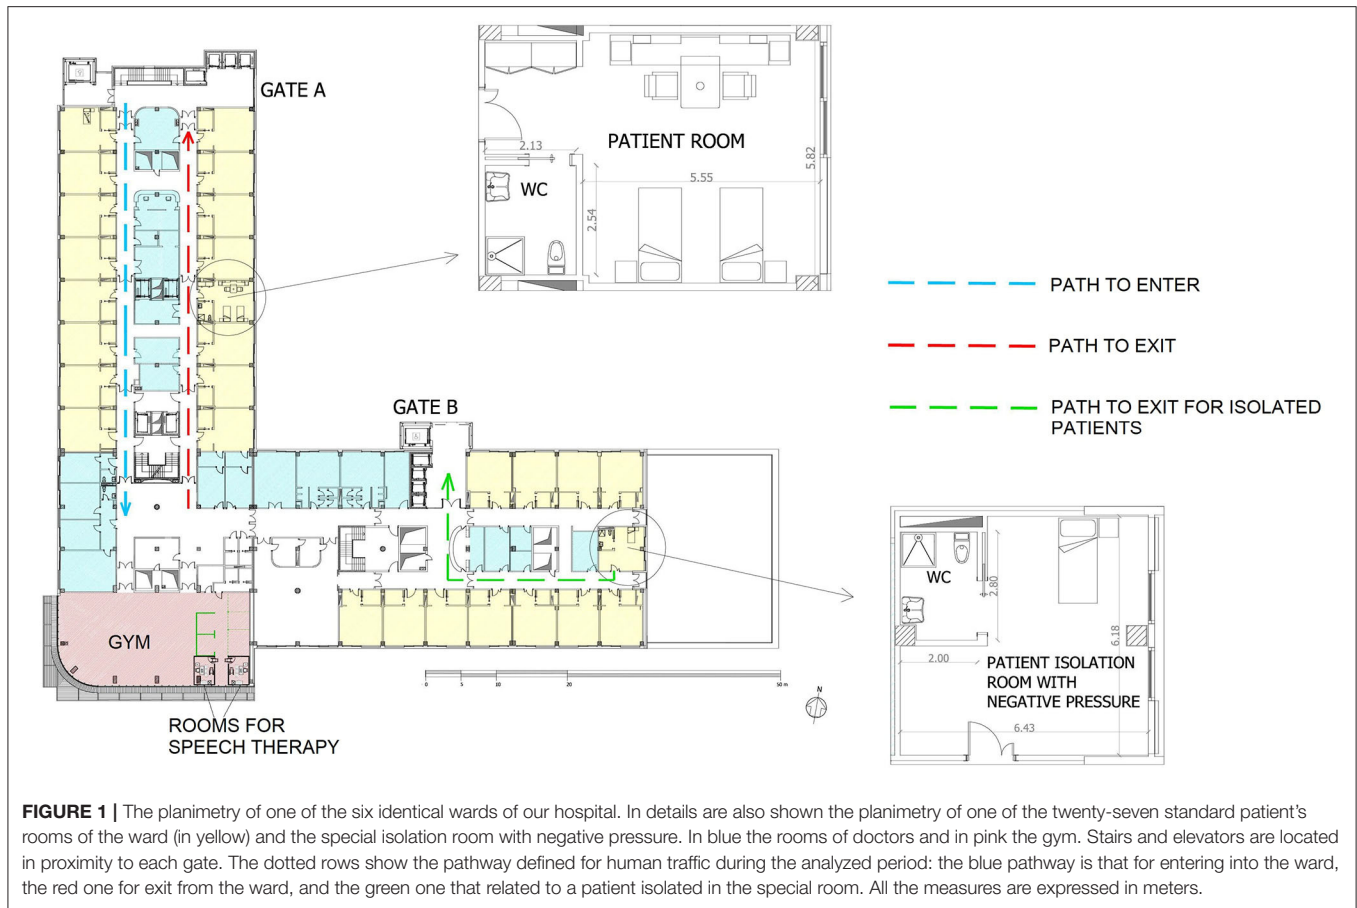 GATE A
PATIENT ROOM
2.13
5.82
5.55
WC
2.54
PATH TO ENTER
PATH TO EXIT
PATH TO EXIT FOR ISOLATED
PATIENTS
GATE B
WC
2.80
6.18
2.00
PATIENT ISOLATION
ROOM WITH
NEGATIVE PRESSURE
6.43
GYM
0 5 10 20 50 m
N
ROOMS FOR
SPEECH THERAPY
FIGURE 1 | The planimetry of one of the six identical wards of our hospital. In details are also shown the planimetry of one of the twenty-seven standard patient's
rooms of the ward (in yellow) and the special isolation room with negative pressure. In blue the rooms of doctors and in pink the gym. Stairs and elevators are located
in proximity to each gate. The dotted rows show the pathway defined for human traffic during the analyzed period: the blue pathway is that for entering into the ward,
the red one for exit from the ward, and the green one that related to a patient isolated in the special room. All the measures are expressed in meters.